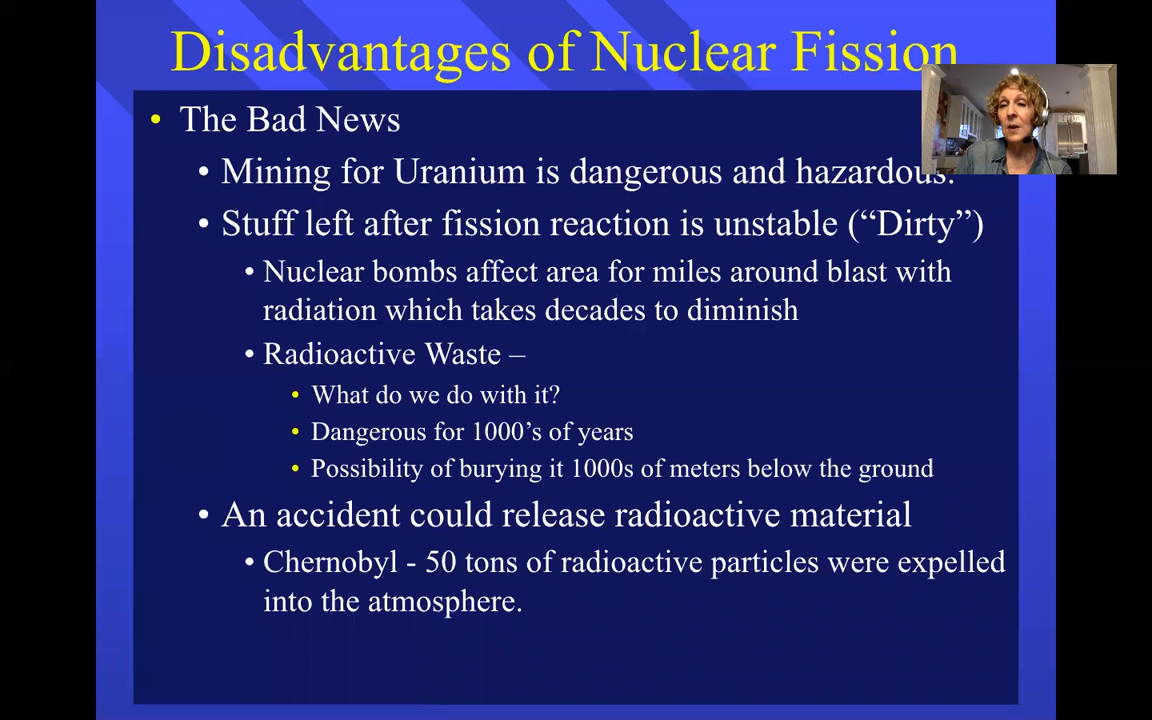 Disadvantages of Nuclear Fission
• The Bad News
• Mining for Uranium is dangerous and hazardous.
• Stuff left after fission reaction is unstable (“Dirty”)
• Nuclear bombs affect area for miles around blast with
radiation which takes decades to diminish
• Radioactive Waste –
• What do we do with it?
• Dangerous for 1000’s of years
• Possibility of burying it 1000s of meters below the ground
• An accident could release radioactive material
• Chernobyl - 50 tons of radioactive particles were expelled
into the atmosphere.